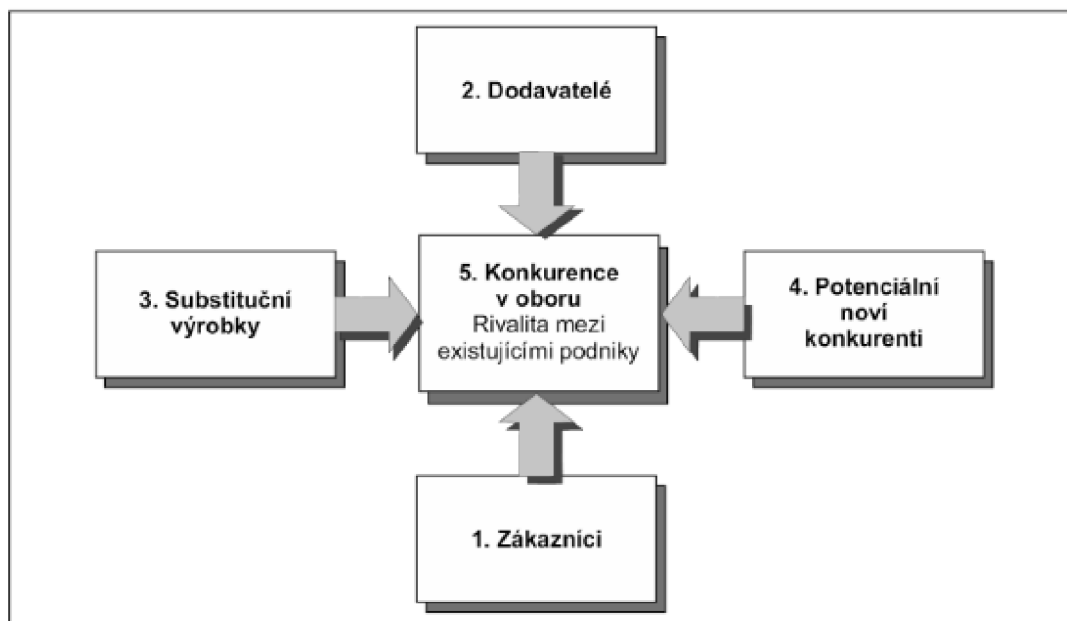 2. Dodavatelé
3. Substituční
výrobky
5. Konkurence
v oboru
Rivalita mezi
existujícími podniky
4. Potenciální
noví
konkurenti
1. Zákazníci